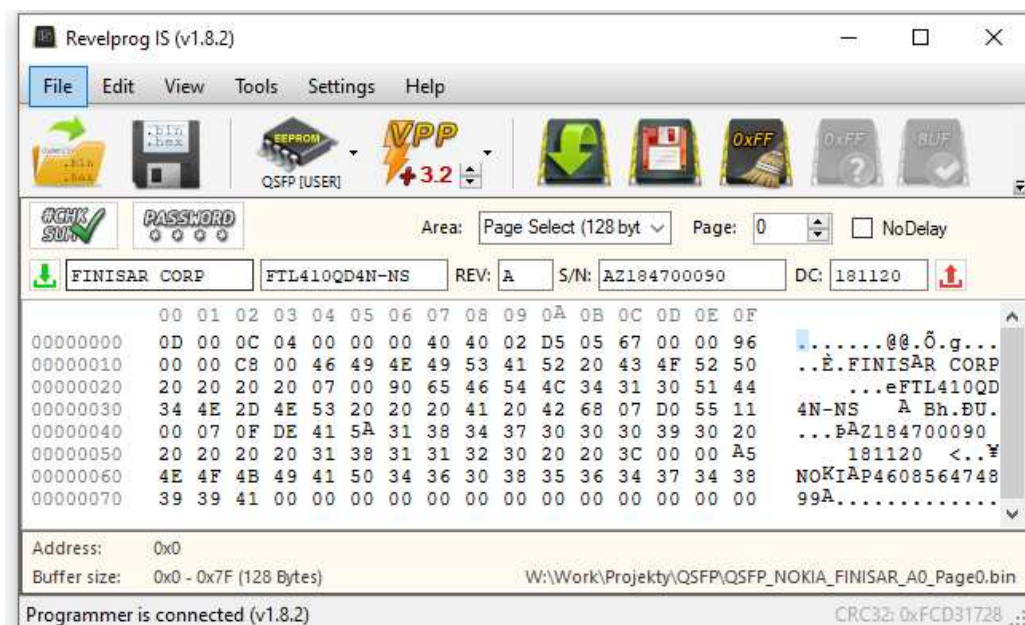 Revelprog IS (v1.8.2)
File Edit View Tools Settings Help
.bin
.hex
.bin
.hex
EEPROM
QSFP [USER]
VPP
+3.2
0xFF
0xFF
?
BUF
#CHK
SUM
PASSWORD
Area: Page Select (128 byt Page: 0 NoDelay
FINISAR CORP FTL410QD4N-NS REV: A S/N: AZ184700090 DC: 181120
00 01 02 03 04 05 06 07 08 09 0A 0B 0C 0D 0E 0F
00000000 0D 00 0C 04 00 00 00 40 40 02 D5 05 67 00 00 96 .......@@.Õ.g...
00000010 00 00 C8 00 46 49 4E 49 53 41 52 20 43 4F 52 50 ..È.FINISAR CORP
00000020 20 20 20 20 07 00 90 65 46 54 4C 34 31 30 51 44 ...eFTL410QD
00000030 34 4E 2D 4E 53 20 20 20 41 20 42 68 07 D0 55 11 4N-NS A Bh.ÐU.
00000040 00 07 0F DE 41 5A 31 38 34 37 30 30 30 39 30 20 ...ÞAZ184700090
00000050 20 20 20 20 31 38 31 31 32 30 20 20 3C 00 00 A5 181120 <..¥
00000060 4E 4F 4B 49 41 50 34 36 30 38 35 36 34 37 34 38 NOKIAP4608564748
00000070 39 39 41 00 00 00 00 00 00 00 00 00 00 00 00 00 99A.............
Address: 0x0
Buffer size: 0x0 - 0x7F (128 Bytes) W:\Work\Projekty\QSFP\QSFP_NOKIA_FINISAR_A0_Page0.bin
Programmer is connected (v1.8.2) CRC32: 0xFCD31728